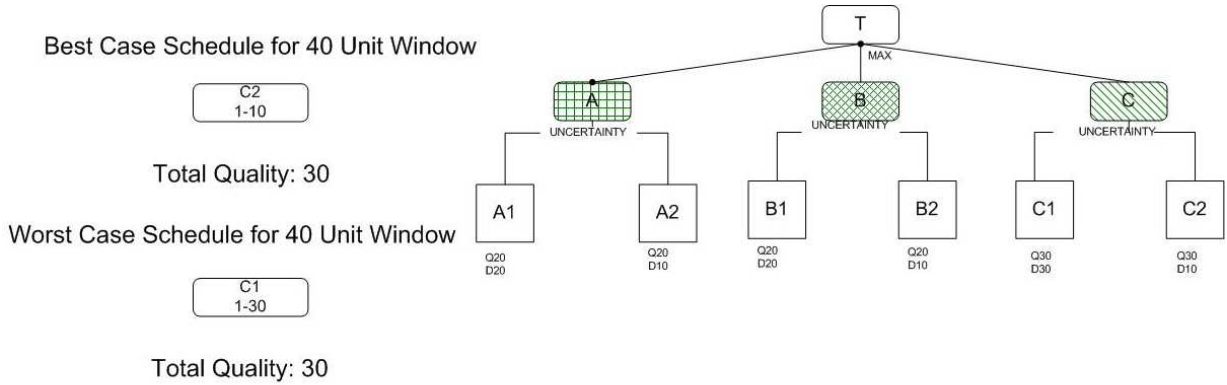 Best Case Schedule for 40 Unit Window
C2
1-10
Total Quality: 30
Worst Case Schedule for 40 Unit Window
C1
1-30
Total Quality: 30
T
MAX
A
B
C
UNCERTAINTY
UNCERTAINTY
UNCERTAINTY
A1
A2
B1
B2
C1
C2
Q20
D20
Q20
D10
Q20
D20
Q20
D10
Q30
D30
Q30
D10